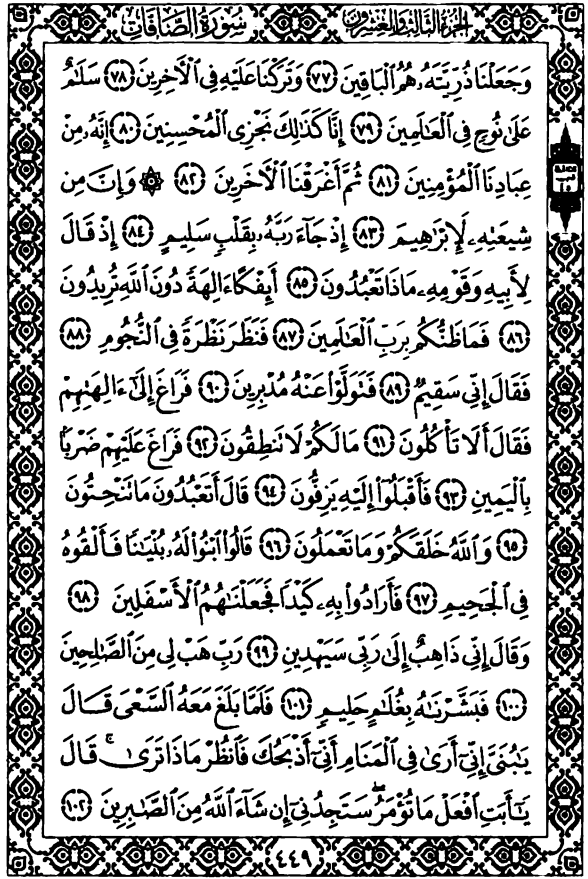 الجزء الثالث والعشرون سورة الصافات
وَجَعَلْنَا ذُرِّيَّتَهُۥ هُمُ ٱلْبَاقِينَ ٧٧ وَتَرَكْنَا عَلَيْهِ فِي ٱلْآخِرِينَ ٧٨ سَلَٰمٌ
عَلَىٰ نُوحٍ فِي ٱلْعَٰلَمِينَ ٧٩ إِنَّا كَذَٰلِكَ نَجْزِي ٱلْمُحْسِنِينَ ٨٠ إِنَّهُۥ مِنْ
عِبَادِنَا ٱلْمُؤْمِنِينَ ٨١ ثُمَّ أَغْرَقْنَا ٱلْآخَرِينَ ٨٢ ۞ وَإِنَّ مِن
شِيعَتِهِۦ لَإِبْرَٰهِيمَ ٨٣ إِذْ جَآءَ رَبَّهُۥ بِقَلْبٍ سَلِيمٍ ٨٤ إِذْ قَالَ
لِأَبِيهِ وَقَوْمِهِۦ مَاذَا تَعْبُدُونَ ٨٥ أَئِفْكًا ءَالِهَةً دُونَ ٱللَّهِ تُرِيدُونَ
٨٦ فَمَا ظَنُّكُم بِرَبِّ ٱلْعَٰلَمِينَ ٨٧ فَنَظَرَ نَظْرَةً فِي ٱلنُّجُومِ ٨٨
فَقَالَ إِنِّي سَقِيمٌ ٨٩ فَتَوَلَّوْا۟ عَنْهُ مُدْبِرِينَ ٩٠ فَرَاغَ إِلَىٰٓ ءَالِهَتِهِمْ
فَقَالَ أَلَا تَأْكُلُونَ ٩١ مَا لَكُمْ لَا تَنطِقُونَ ٩٢ فَرَاغَ عَلَيْهِمْ ضَرْبًۢا
بِٱلْيَمِينِ ٩٣ فَأَقْبَلُوٓا۟ إِلَيْهِ يَزِفُّونَ ٩٤ قَالَ أَتَعْبُدُونَ مَا تَنْحِتُونَ
٩٥ وَٱللَّهُ خَلَقَكُمْ وَمَا تَعْمَلُونَ ٩٦ قَالُوا۟ ٱبْنُوا۟ لَهُۥ بُنْيَٰنًا فَأَلْقُوهُ
فِي ٱلْجَحِيمِ ٩٧ فَأَرَادُوا۟ بِهِۦ كَيْدًا فَجَعَلْنَٰهُمُ ٱلْأَسْفَلِينَ ٩٨
وَقَالَ إِنِّي ذَاهِبٌ إِلَىٰ رَبِّي سَيَهْدِينِ ٩٩ رَبِّ هَبْ لِي مِنَ ٱلصَّٰلِحِينَ
١٠٠ فَبَشَّرْنَٰهُ بِغُلَٰمٍ حَلِيمٍ ١٠١ فَلَمَّا بَلَغَ مَعَهُ ٱلسَّعْيَ قَالَ
يَٰبُنَيَّ إِنِّيٓ أَرَىٰ فِي ٱلْمَنَامِ أَنِّيٓ أَذْبَحُكَ فَٱنظُرْ مَاذَا تَرَىٰ ۚ قَالَ
يَٰٓأَبَتِ ٱفْعَلْ مَا تُؤْمَرُ ۖ سَتَجِدُنِيٓ إِن شَآءَ ٱللَّهُ مِنَ ٱلصَّٰبِرِينَ ١٠٢
٤٤٩